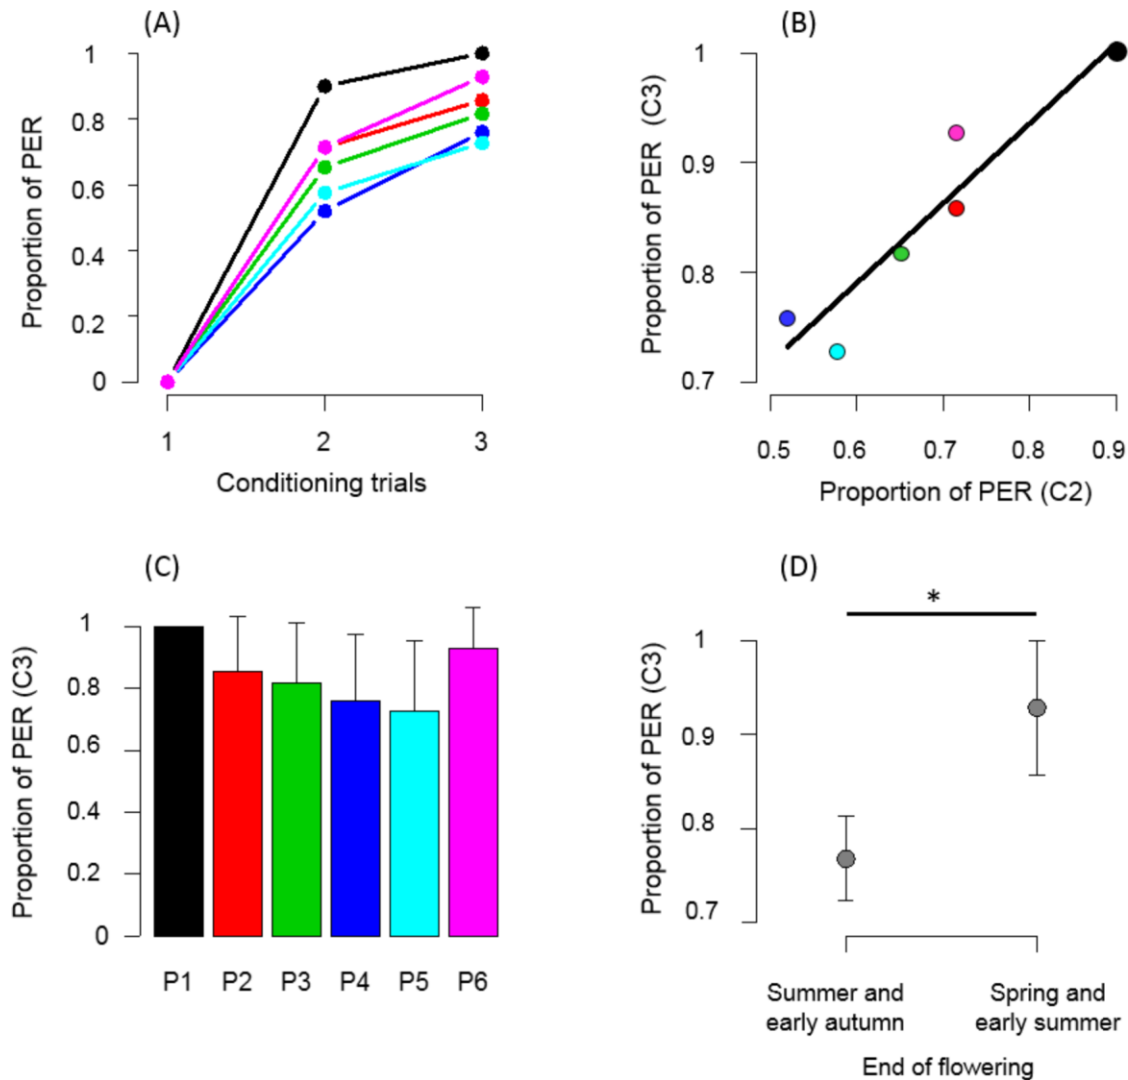 (A)
1
0.8
0.6
0.4
0.2
0
Proportion of PER
1 2 3
Conditioning trials
(B)
1
0.9
0.8
0.7
Proportion of PER (C3)
0.5 0.6 0.7 0.8 0.9
Proportion of PER (C2)
(C)
1
0.8
0.6
0.4
0.2
0
Proportion of PER (C3)
P1 P2 P3 P4 P5 P6
(D)
*
1
0.9
0.8
0.7
Proportion of PER (C3)
Summer and
early autumn
Spring and
early summer
End of flowering